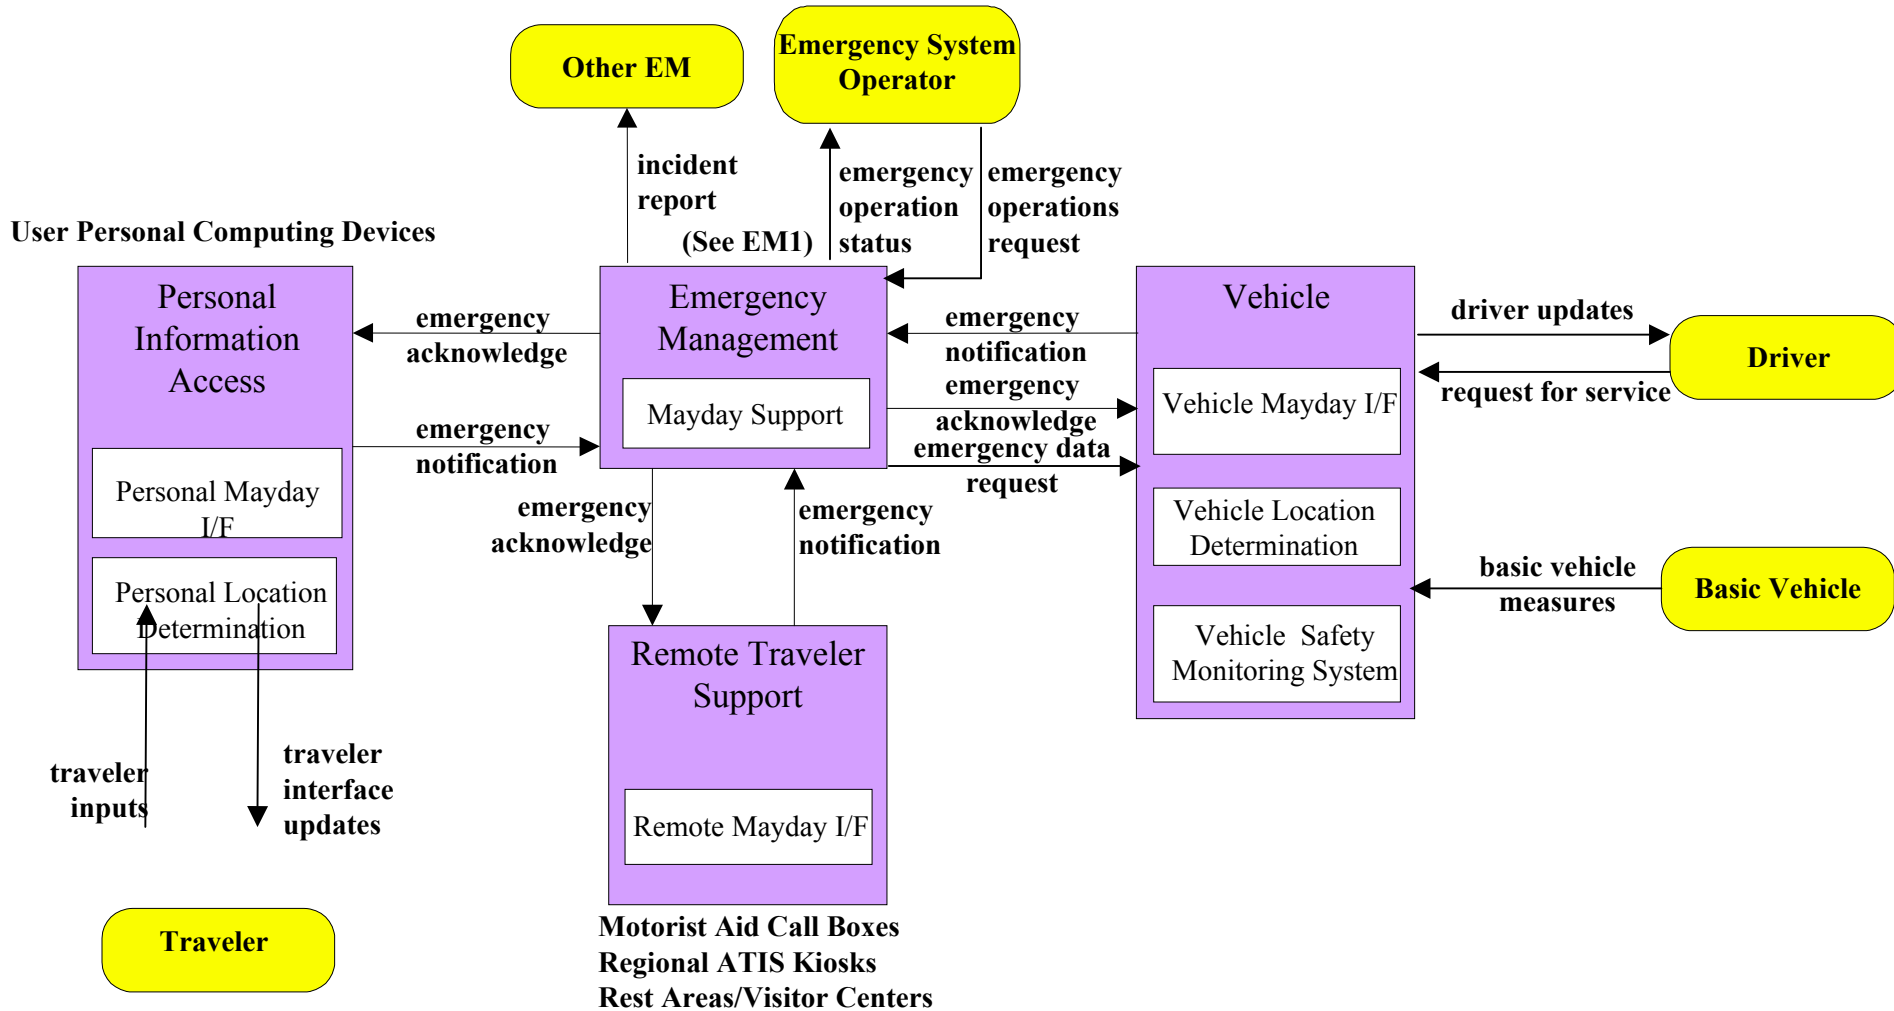 Other EM
Emergency System
Operator
incident
report
emergency
operation
status
emergency
operations
request
User Personal Computing Devices
(See EM1)
Personal
Information
Access
emergency
acknowledge
Emergency
Management
emergency
notification
Vehicle
driver updates
Driver
request for service
Mayday Support
emergency
acknowledge
Vehicle Mayday I/F
emergency
notification
emergency data
request
Personal Mayday
I/F
emergency
acknowledge
emergency
notification
Vehicle Location
Determination
Personal Location
Determination
basic vehicle
measures
Basic Vehicle
Vehicle Safety
Monitoring System
Remote Traveler
Support
traveler
inputs
traveler
interface
updates
Remote Mayday I/F
Traveler
Motorist Aid Call Boxes
Regional ATIS Kiosks
Rest Areas/Visitor Centers